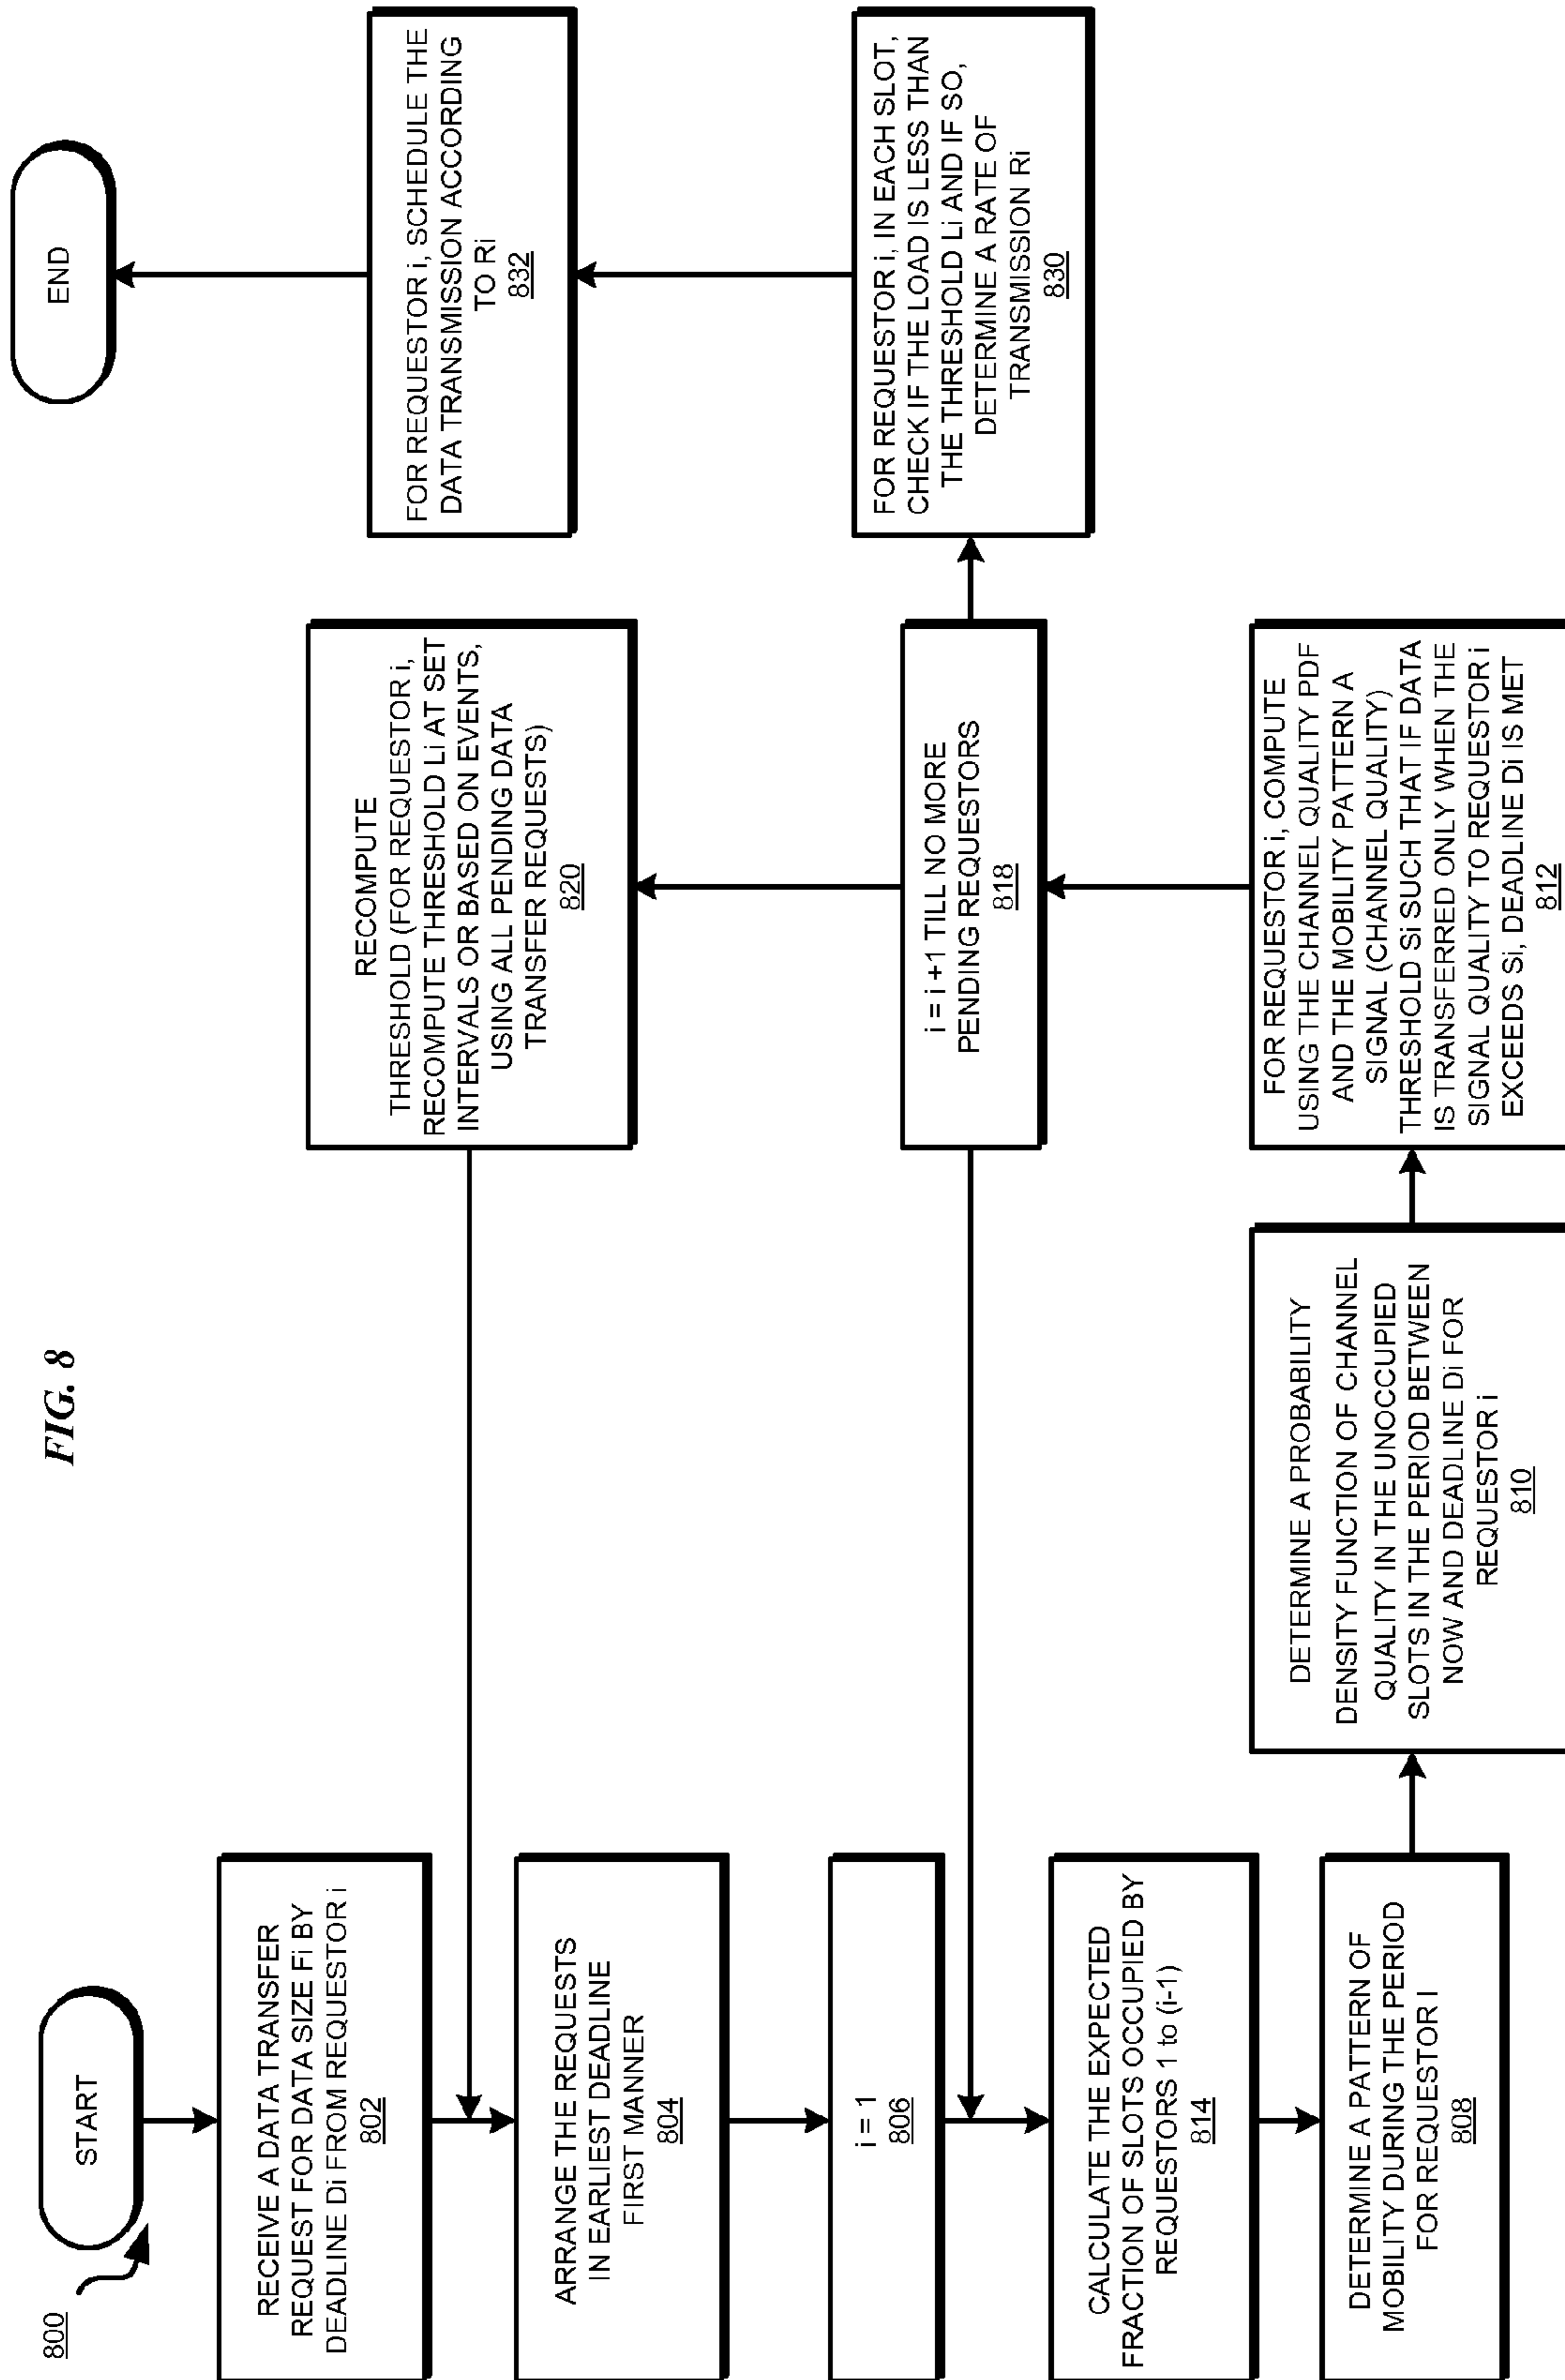 FIG. 8
800
START
RECEIVE A DATA TRANSFER
REQUEST FOR DATA SIZE Fi BY
DEADLINE Di FROM REQUESTOR i
802
ARRANGE THE REQUESTS
IN EARLIEST DEADLINE
FIRST MANNER
804
i = 1
806
CALCULATE THE EXPECTED
FRACTION OF SLOTS OCCUPIED BY
REQUESTORS 1 to (i-1)
814
DETERMINE A PATTERN OF
MOBILITY DURING THE PERIOD
FOR REQUESTOR I
808
DETERMINE A PROBABILITY
DENSITY FUNCTION OF CHANNEL
QUALITY IN THE UNOCCUPIED
SLOTS IN THE PERIOD BETWEEN
NOW AND DEADLINE Di FOR
REQUESTOR i
810
FOR REQUESTOR i, COMPUTE
USING THE CHANNEL QUALITY PDF
AND THE MOBILITY PATTERN A
SIGNAL (CHANNEL QUALITY)
THRESHOLD Si SUCH THAT IF DATA
IS TRANSFERRED ONLY WHEN THE
SIGNAL QUALITY TO REQUESTOR i
EXCEEDS Si, DEADLINE Di IS MET
812
i = i +1 TILL NO MORE
PENDING REQUESTORS
818
RECOMPUTE
THRESHOLD (FOR REQUESTOR i,
RECOMPUTE THRESHOLD Li AT SET
INTERVALS OR BASED ON EVENTS,
USING ALL PENDING DATA
TRANSFER REQUESTS)
820
FOR REQUESTOR i, IN EACH SLOT,
CHECK IF THE LOAD IS LESS THAN
THE THRESHOLD Li AND IF SO,
DETERMINE A RATE OF
TRANSMISSION Ri
830
FOR REQUESTOR i, SCHEDULE THE
DATA TRANSMISSION ACCORDING
TO Ri
832
END